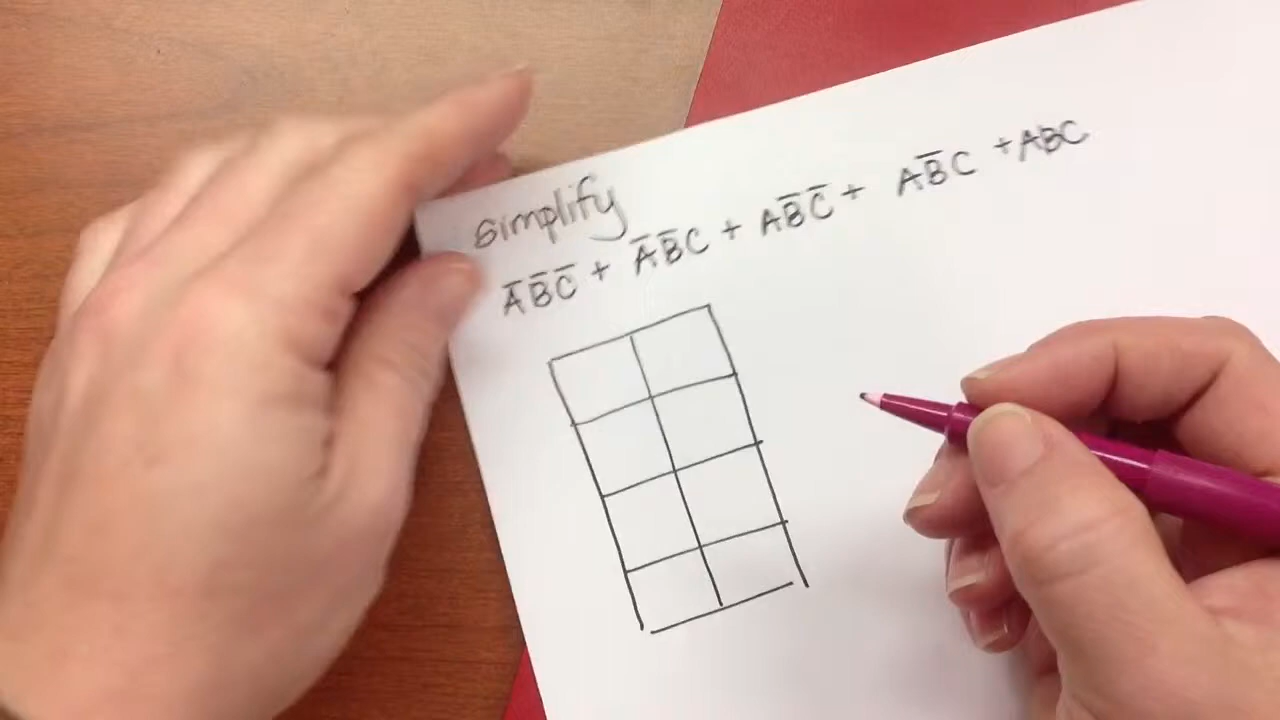 Simplify
A̅B̅C̅ + A̅B̅C + AB̅C̅ + AB̅C + ABC